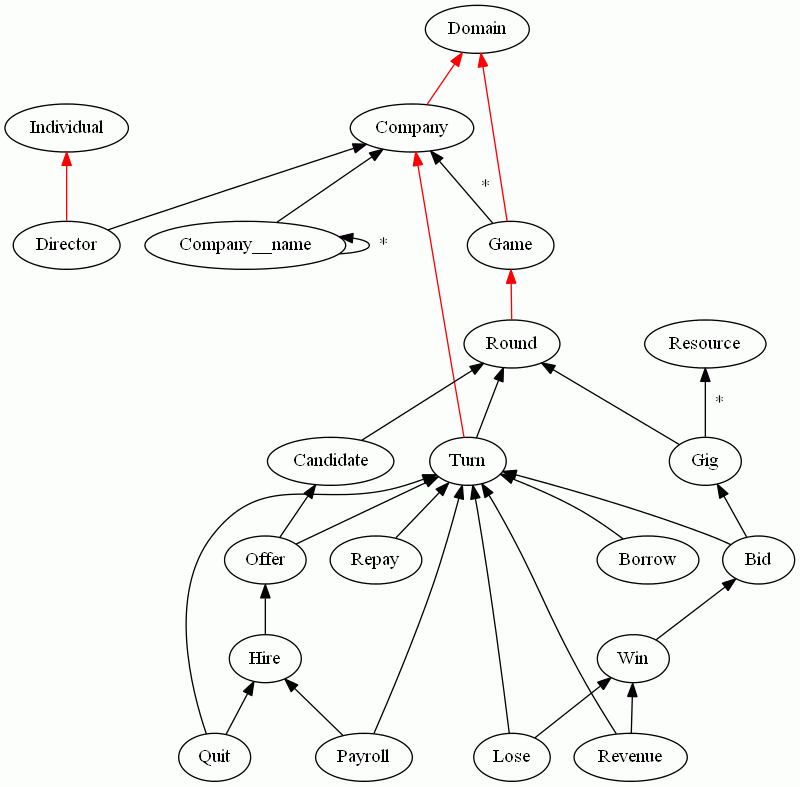 Domain
Individual
Company
*
Director
Company__name
*
Game
Round
Resource
*
Candidate
Turn
Gig
Offer
Repay
Borrow
Bid
Hire
Win
Quit
Payroll
Lose
Revenue